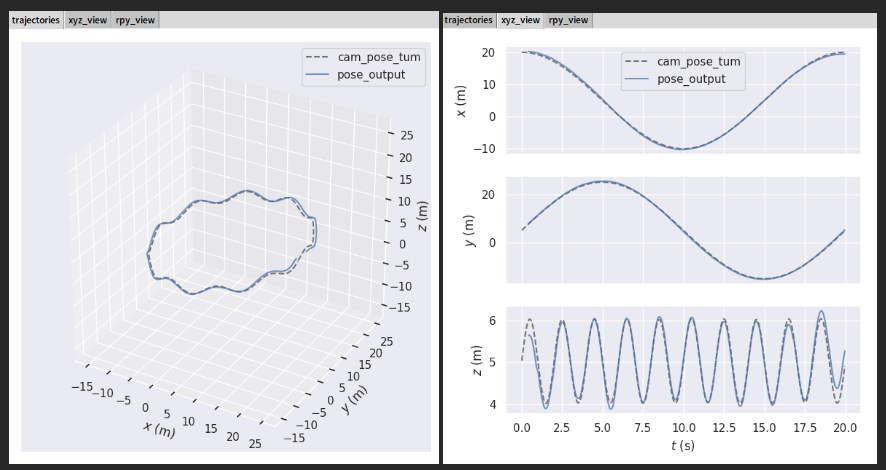 trajectories xyz_view rpy_view
cam_pose_tum
pose_output
25
20
15
10
5
0
−5
−10
−15
z (m)
−15 −10 −5 0 5 10 15 20 25
x (m)
−15 −10 −5 0 5 10 15 20 25
y (m)
trajectories xyz_view rpy_view
cam_pose_tum
pose_output
20
10
0
−10
x (m)
20
0
y (m)
6
5
4
z (m)
0.0 2.5 5.0 7.5 10.0 12.5 15.0 17.5 20.0
t (s)